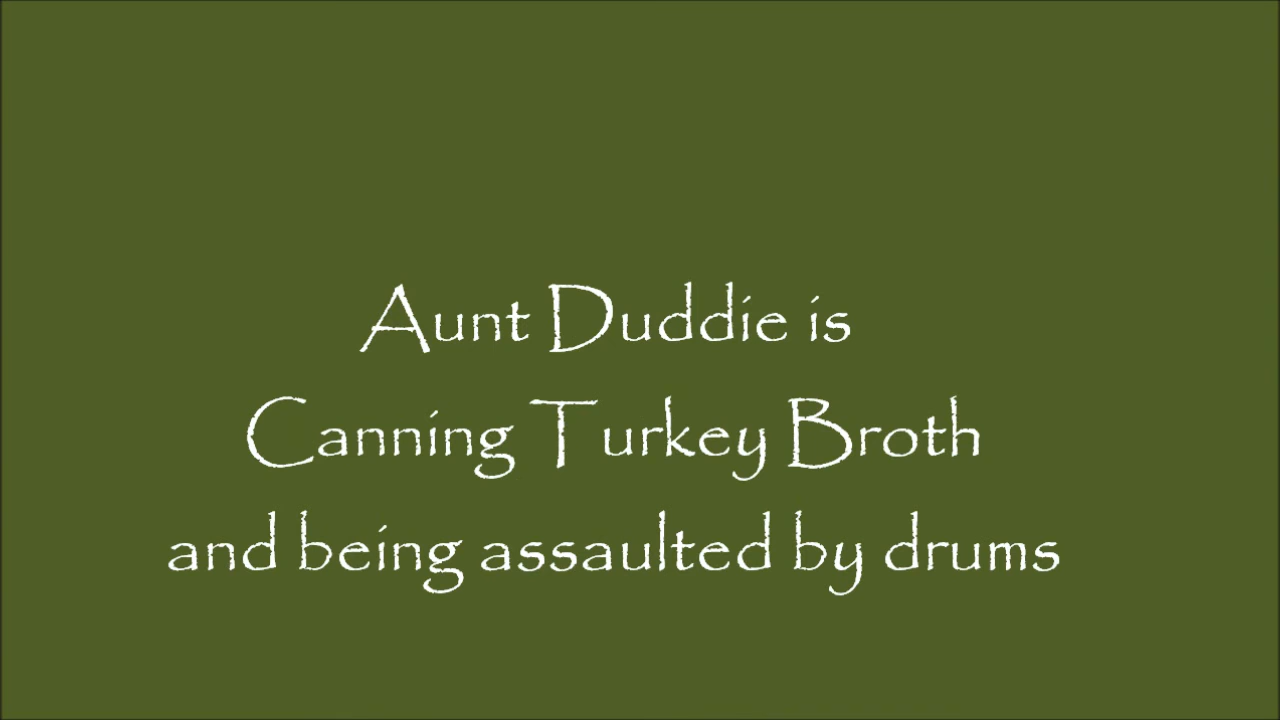 Aunt Duddie is
Canning Turkey Broth
and being assaulted by drums